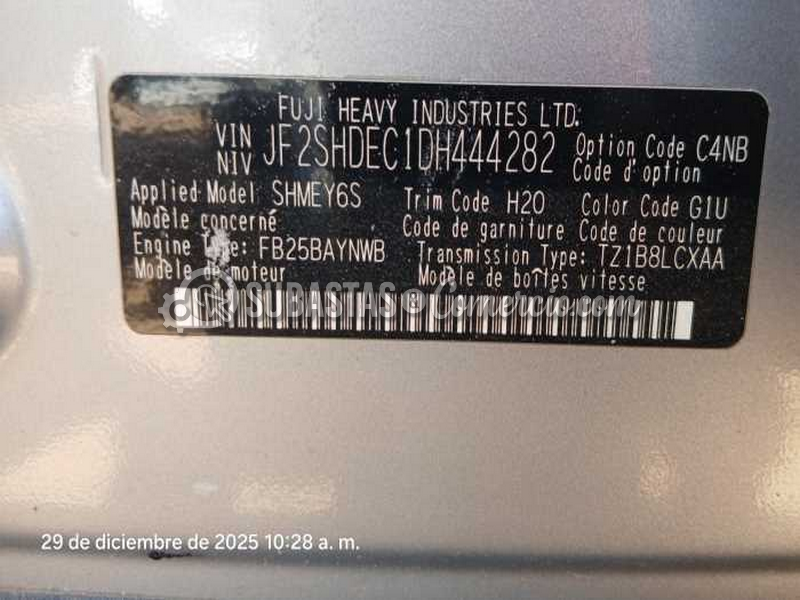 FUJI HEAVY INDUSTRIES LTD.
VIN
NIV JF2SHDEC1DH444282 Option Code C4NB
Code d'option
Applied Model SHMEY6S Trim Code H20 Color Code G1U
Modèle concerné Code de garniture Code de couleur
Engine Type: FB25BAYNWB Transmission Type: TZ1B8LCXAA
Modèle de moteur Modèle de boîtes vitesse
SUBASTAS Comercio.com
29 de diciembre de 2025 10:28 a. m.